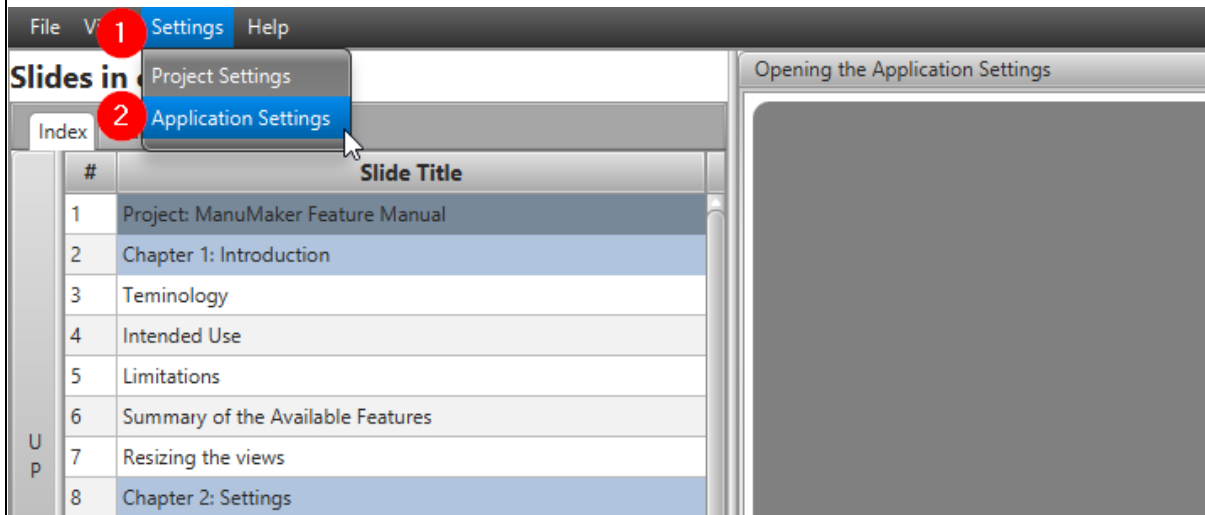 File V 1 Settings Help
Slides in
Project Settings
Opening the Application Settings
2 Application Settings
Index
# Slide Title
1 Project: ManuMaker Feature Manual
2 Chapter 1: Introduction
3 Teminology
4 Intended Use
5 Limitations
6 Summary of the Available Features
7 Resizing the views
8 Chapter 2: Settings
U
P